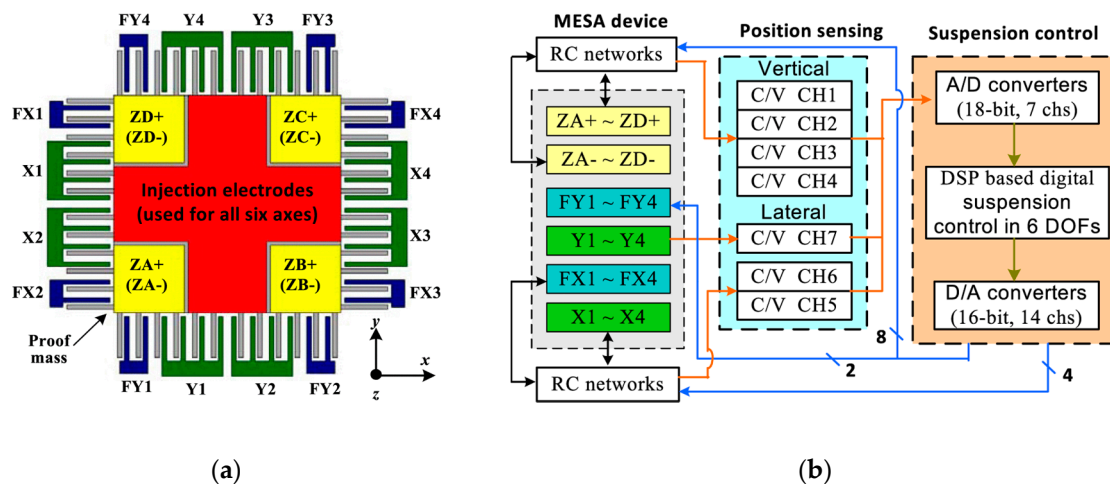 FY4 Y4 Y3 FY3
FX1
X1
X2
FX2
ZD+
(ZD-)
ZC+
(ZC-)
Injection electrodes
(used for all six axes)
ZA+
(ZA-)
ZB+
(ZB-)
FX4
X4
X3
FX3
Proof
mass
FY1 Y1 Y2 FY2
y
x
z
(a)
MESA device
RC networks
ZA+ ~ ZD+
ZA- ~ ZD-
FY1 ~ FY4
Y1 ~ Y4
FX1 ~ FX4
X1 ~ X4
RC networks
Position sensing
Vertical
C/V CH1
C/V CH2
C/V CH3
C/V CH4
Lateral
C/V CH7
C/V CH6
C/V CH5
Suspension control
A/D converters
(18-bit, 7 chs)
DSP based digital
suspension
control in 6 DOFs
D/A converters
(16-bit, 14 chs)
8
2
4
(b)